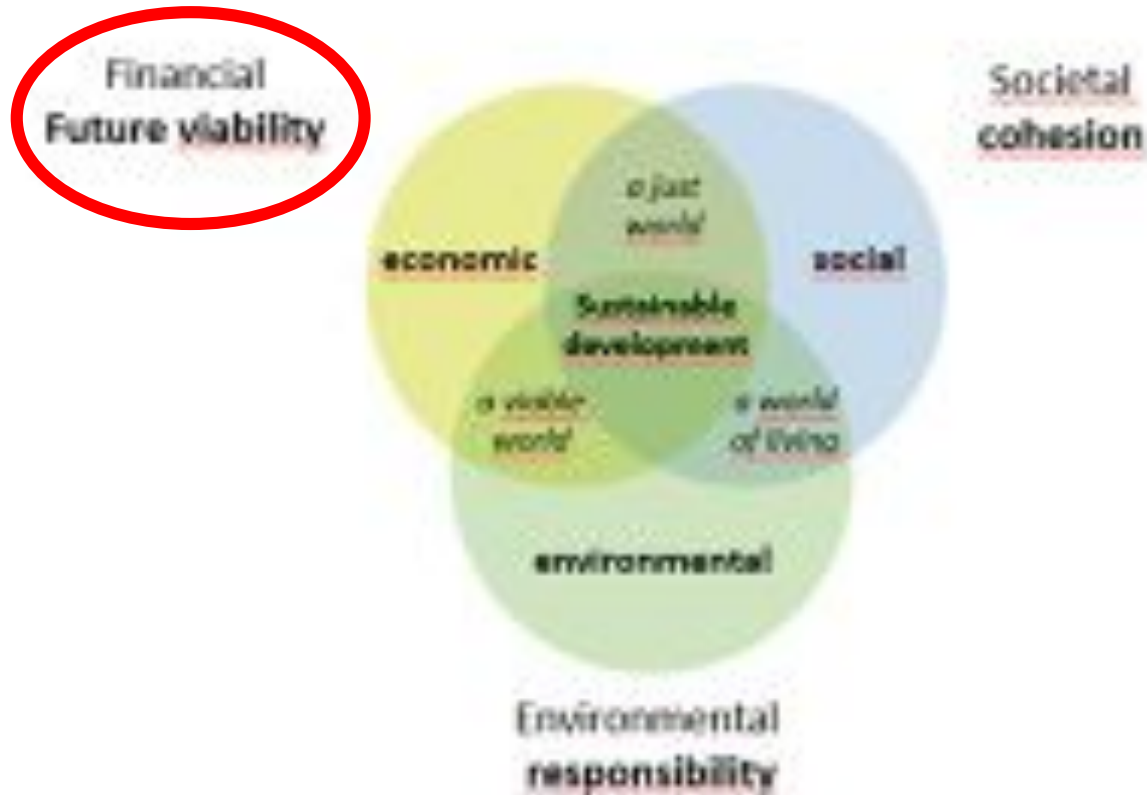 Financial
Future viability
Societal
cohesion
a just
world
economic
social
Sustainable
development
a viable
world
a world
of living
environmental
Environmental
responsibility